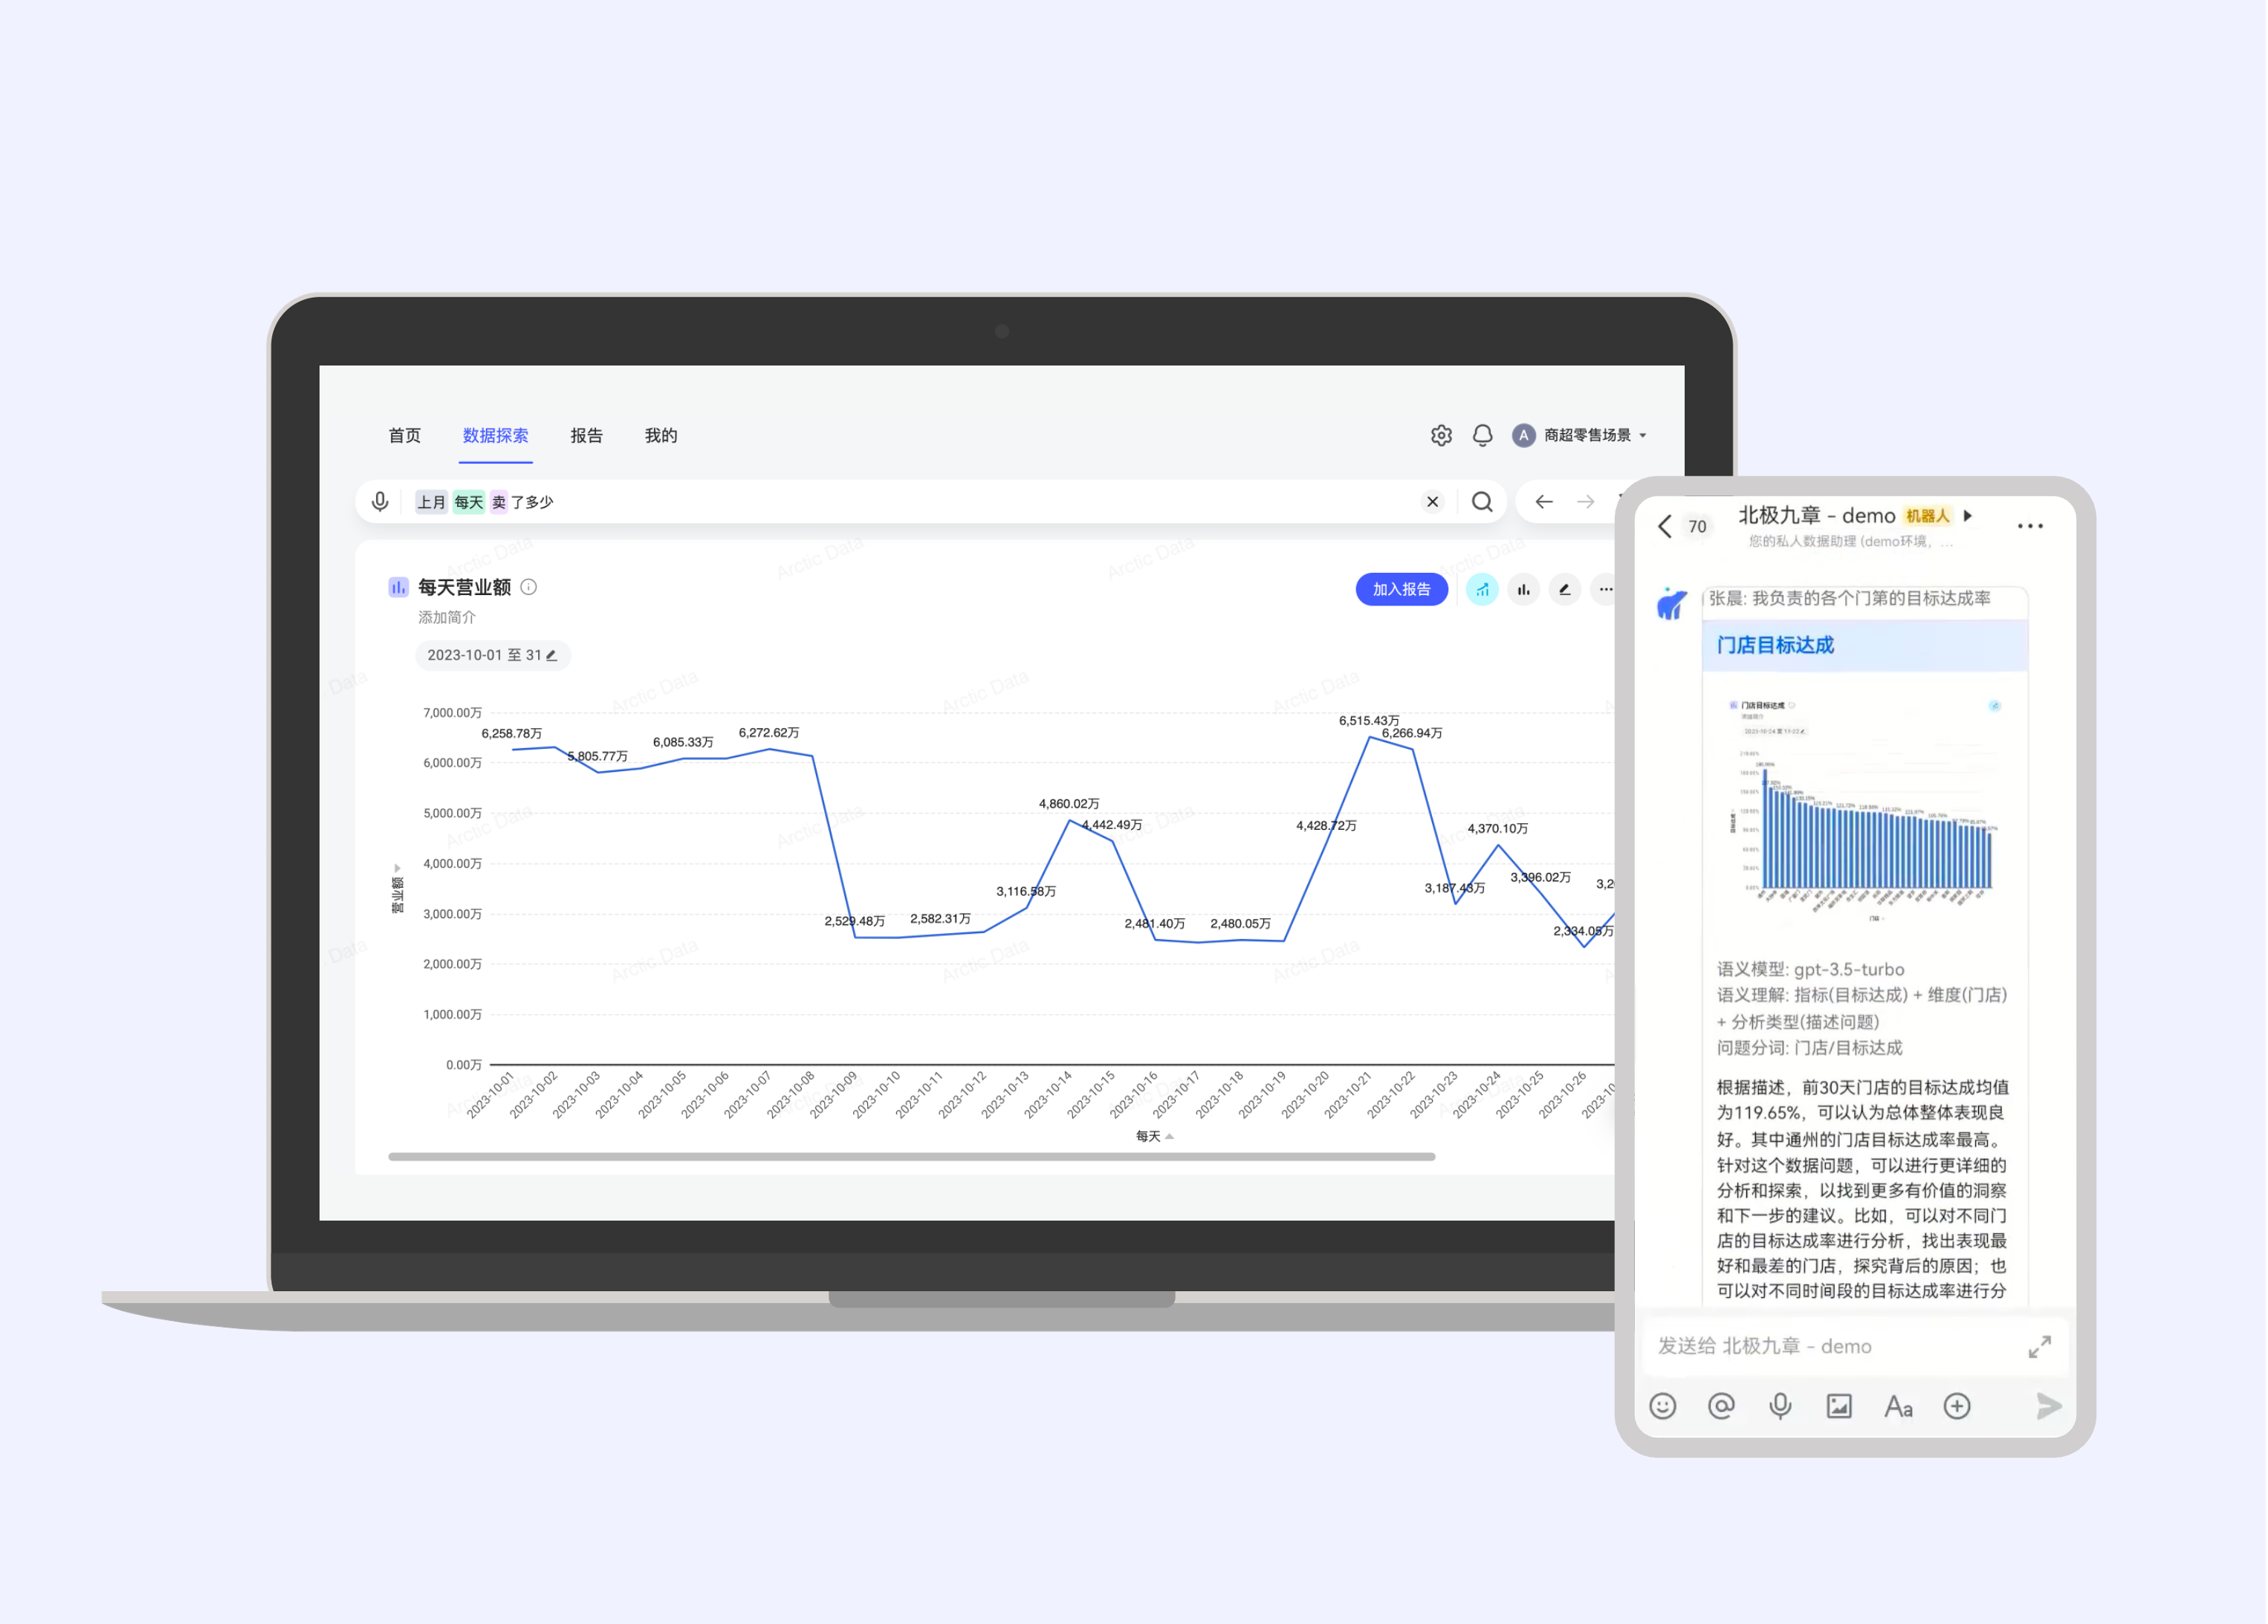 首页 数据探索 报告 我的
A 商超零售场景
上月 每天 卖 了多少
每天营业额
加入报告
添加简介
2023-10-01 至 31
7,000.00万
6,000.00万
5,000.00万
4,000.00万
3,000.00万
2,000.00万
1,000.00万
0.00万
营业额
6,258.78万
5,805.77万
6,085.33万
6,272.62万
2,529.48万
2,582.31万
3,116.58万
4,860.02万
4,442.49万
2,481.40万
2,480.05万
4,428.72万
6,515.43万
6,266.94万
3,187.43万
4,370.10万
3,396.02万
2,334.05万
2023-10-01
2023-10-02
2023-10-03
2023-10-04
2023-10-05
2023-10-06
2023-10-07
2023-10-08
2023-10-09
2023-10-10
2023-10-11
2023-10-12
2023-10-13
2023-10-14
2023-10-15
2023-10-16
2023-10-17
2023-10-18
2023-10-19
2023-10-20
2023-10-21
2023-10-22
2023-10-23
2023-10-24
2023-10-25
2023-10-26
每天
Arctic Data
70
北极九章 - demo 机器人
您的私人数据助理 (demo环境, ...
张晨: 我负责的各个门第的目标达成率
门店目标达成
门店目标达成
语义模型: gpt-3.5-turbo
语义理解: 指标(目标达成) + 维度(门店)
+ 分析类型(描述问题)
问题分词: 门店/目标达成
根据描述，前30天门店的目标达成均值
为119.65%，可以认为总体整体表现良
好。其中通州的门店目标达成率最高。
针对这个数据问题，可以进行更详细的
分析和探索，以找到更多有价值的洞察
和下一步的建议。比如，可以对不同门
店的目标达成率进行分析，找出表现最
好和最差的门店，探究背后的原因；也
可以对不同时间段的目标达成率进行分
发送给 北极九章 - demo
Aa